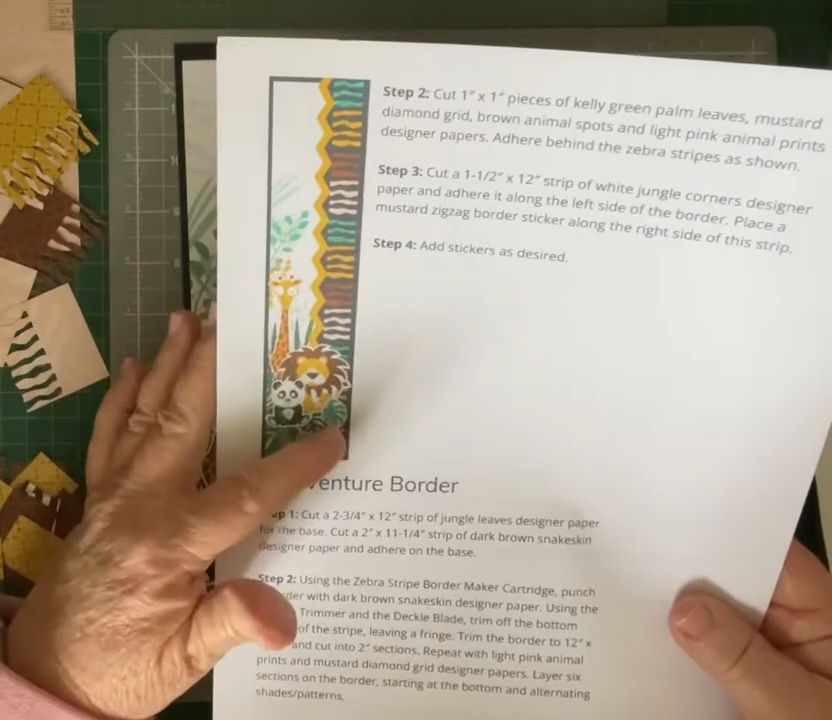 Step 2: Cut 1" x 1" pieces of kelly green palm leaves, mustard
diamond grid, brown animal spots and light pink animal prints
designer papers. Adhere behind the zebra stripes as shown.
Step 3: Cut a 1-1/2" x 12" strip of white jungle corners designer
paper and adhere it along the left side of the border. Place a
mustard zigzag border sticker along the right side of this strip.
Step 4: Add stickers as desired.
Border
1: Cut a 2-3/4" x 12" strip of jungle leaves designer paper
for the base. Cut a 2" x 11-1/4" strip of dark brown snakeskin
designer paper and adhere on the base.
Step 2: Using the Zebra Stripe Border Maker Cartridge, punch
with dark brown snakeskin designer paper. Using the
Trimmer and the Deckle Blade, trim off the bottom
of the stripe, leaving a fringe. Trim the border to 12" x
and cut into 2" sections. Repeat with light pink animal
prints and mustard diamond grid designer papers. Layer six
sections on the border, starting at the bottom and alternating
shades/patterns.